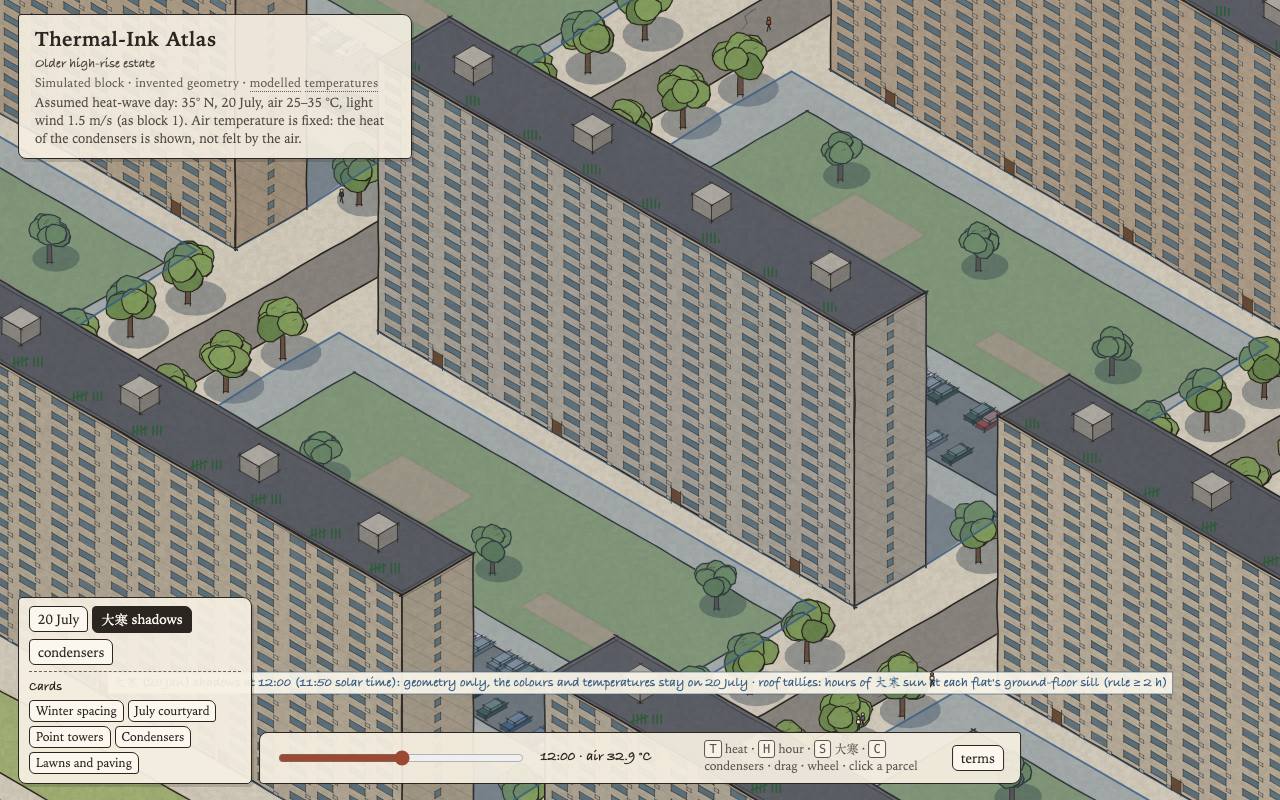 Thermal-Ink Atlas
Older high-rise estate
Simulated block · invented geometry · modelled temperatures
Assumed heat-wave day: 35° N, 20 July, air 25–35 °C, light
wind 1.5 m/s (as block 1). Air temperature is fixed: the heat
of the condensers is shown, not felt by the air.
20 July
大寒 shadows
condensers
Cards
Winter spacing
July courtyard
Point towers
Condensers
Lawns and paving
12:00 (11:50 solar time): geometry only, the colours and temperatures stay on 20 July · roof tallies: hours of 大寒 sun at each flat's ground-floor sill (rule ≥ 2 h)
12:00 · air 32.9 °C
T heat · H hour · S 大寒 · C
condensers · drag · wheel · click a parcel
terms